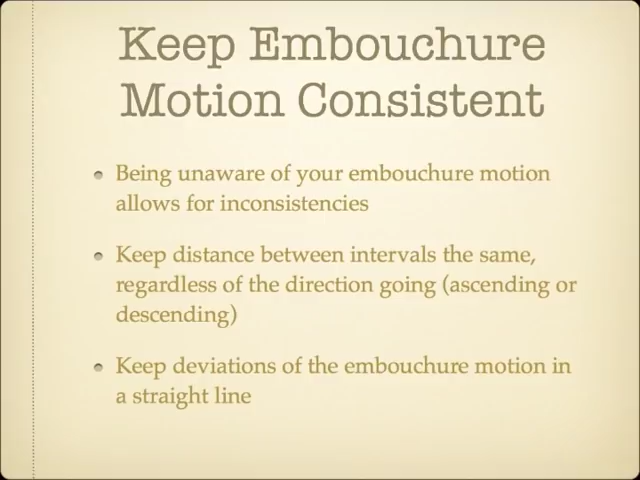 Keep Embouchure
Motion Consistent
Being unaware of your embouchure motion
allows for inconsistencies
Keep distance between intervals the same,
regardless of the direction going (ascending or
descending)
Keep deviations of the embouchure motion in
a straight line